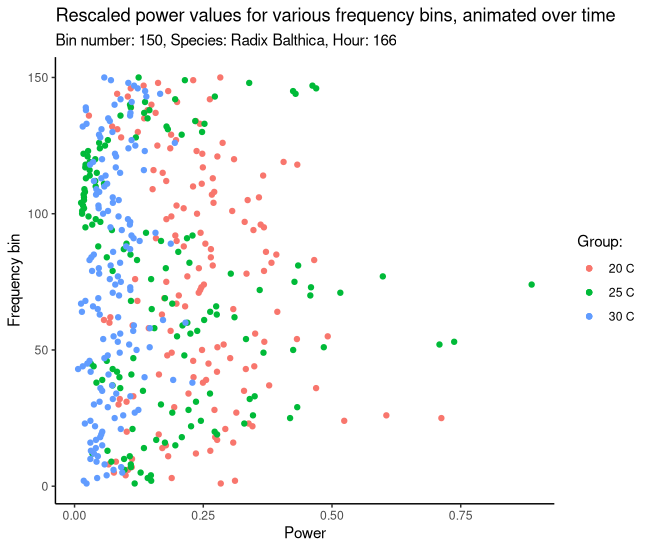 Rescaled power values for various frequency bins, animated over time
Bin number: 150, Species: Radix Balthica, Hour: 166
150
100
50
0
Frequency bin
0.00 0.25 0.50 0.75
Power
Group:
20 C
25 C
30 C